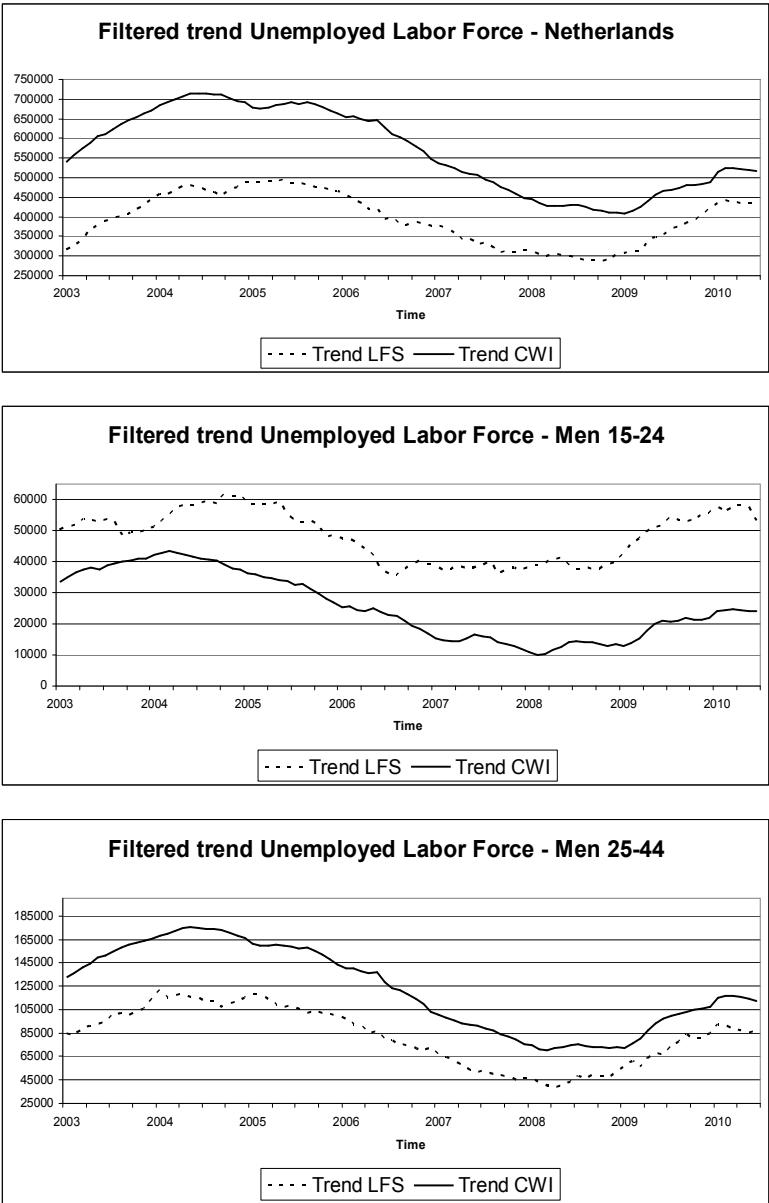 Filtered trend Unemployed Labor Force - Netherlands
750000
700000
650000
600000
550000
500000
450000
400000
350000
300000
250000
2003 2004 2005 2006 2007 2008 2009 2010
Time
Trend LFS Trend CWI
Filtered trend Unemployed Labor Force - Men 15-24
60000
50000
40000
30000
20000
10000
0
2003 2004 2005 2006 2007 2008 2009 2010
Time
Trend LFS Trend CWI
Filtered trend Unemployed Labor Force - Men 25-44
185000
165000
145000
125000
105000
85000
65000
45000
25000
2003 2004 2005 2006 2007 2008 2009 2010
Time
Trend LFS Trend CWI